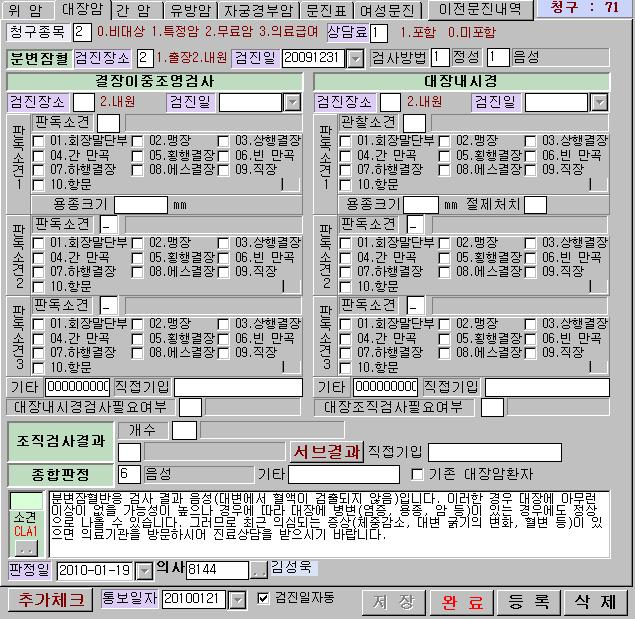 위 암 대장암 간 암 유방암 자궁경부암 문진표 여성문진 이전문진내역 청구 : 71
청구종목 2 0.비대상 1.특정암 2.무료암 3.의료급여 상담료 1 1.포함 0.미포함
분변잠혈 검진장소 2 1.출장2.내원 검진일 20091231 검사방법 1 정성 1 음성
결장이중조영검사 대장내시경
검진장소 2.내원 검진일 검진장소 2.내원 검진일
판독소견1 판독소견 판독소견1 관찰소견
01.회장말단부 02.맹장 03.상행결장 01.회장말단부 02.맹장 03.상행결장
04.간 만곡 05.횡행결장 06.빈 만곡 04.간 만곡 05.횡행결장 06.빈 만곡
07.하행결장 08.에스결장 09.직장 07.하행결장 08.에스결장 09.직장
10.항문 10.항문
용종크기 mm 용종크기 mm 절제처치
판독소견2 판독소견 _ 판독소견2 판독소견 _
01.회장말단부 02.맹장 03.상행결장 01.회장말단부 02.맹장 03.상행결장
04.간 만곡 05.횡행결장 06.빈 만곡 04.간 만곡 05.횡행결장 06.빈 만곡
07.하행결장 08.에스결장 09.직장 07.하행결장 08.에스결장 09.직장
10.항문 10.항문
판독소견3 판독소견 _ 판독소견3 판독소견 _
01.회장말단부 02.맹장 03.상행결장 01.회장말단부 02.맹장 03.상행결장
04.간 만곡 05.횡행결장 06.빈 만곡 04.간 만곡 05.횡행결장 06.빈 만곡
07.하행결장 08.에스결장 09.직장 07.하행결장 08.에스결장 09.직장
10.항문 10.항문
기타 000000000 직접기입 기타 000000000 직접기입
대장내시경검사필요여부 대장조직검사필요여부
조직검사결과 개수
서브결과 직접기입
종합판정 6 음성 기타 기존 대장암환자
소견 CLA1 ..
분변잠혈반응 검사 결과 음성(대변에서 혈액이 검출되지 않음)입니다. 이러한 경우 대장에 아무런
이상이 없을 가능성이 높으나 경우에 따라 대장에 병변(염증, 용종, 암 등)이 있는 경우에도 정상
으로 나올 수 있습니다. 그러므로 최근 의심되는 증상(체중감소, 대변 굵기의 변화, 혈변 등)이 있
으면 의료기관을 방문하시어 진료상담을 받으시기 바랍니다.
판정일 2010-01-19 의사 8144 .. 김성욱
추가체크 통보일자 20100121 검진일자동 저 장 완 료 등 록 삭 제